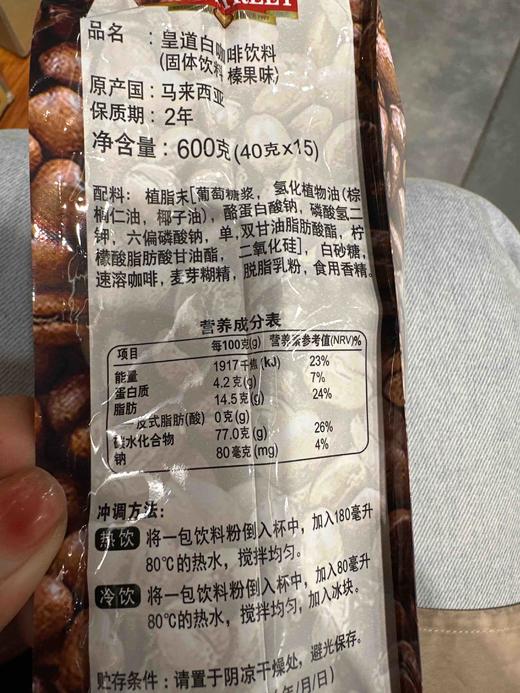 品名 : 皇道白咖啡饮料
(固体饮料 榛果味)
原产国: 马来西亚
保质期: 2年
净含量: 600克(40克x15)
配料: 植脂末[葡萄糖浆, 氢化植物油(棕
榈仁油, 椰子油), 酪蛋白酸钠, 磷酸氢二
钾, 六偏磷酸钠, 单,双甘油脂肪酸酯, 柠
檬酸脂肪酸甘油酯, 二氧化硅], 白砂糖,
速溶咖啡, 麦芽糊精, 脱脂乳粉, 食用香精。
营养成分表
项目 每100克(g) 营养素参考值(NRV)%
能量 1917千焦(kJ) 23%
蛋白质 4.2克(g) 7%
脂肪 14.5克(g) 24%
反式脂肪(酸) 0克(g)
碳水化合物 77.0克(g) 26%
钠 80毫克(mg) 4%
冲调方法:
热饮 将一包饮料粉倒入杯中, 加入180毫升
80℃的热水, 搅拌均匀。
冷饮 将一包饮料粉倒入杯中, 加入80毫升
80℃的热水, 搅拌均匀, 加入冰块。
贮存条件: 请置于阴凉干燥处, 避光保存。
年/月/日)